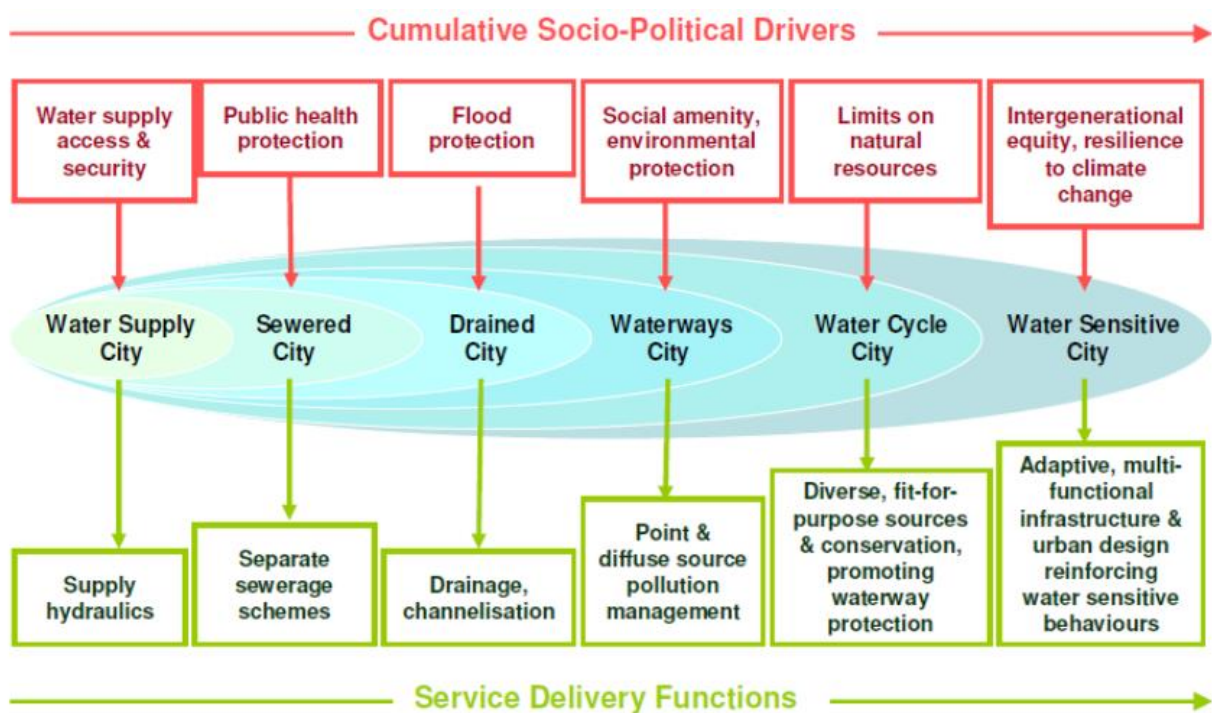 Cumulative Socio-Political Drivers
Water supply
access &
security
Public health
protection
Flood
protection
Social amenity,
environmental
protection
Limits on
natural
resources
Intergenerational
equity, resilience
to climate
change
Water Supply
City
Sewered
City
Drained
City
Waterways
City
Water Cycle
City
Water Sensitive
City
Supply
hydraulics
Separate
sewerage
schemes
Drainage,
channelisation
Point &
diffuse source
pollution
management
Diverse, fit-for-
purpose sources
& conservation,
promoting
waterway
protection
Adaptive, multi-
functional
infrastructure &
urban design
reinforcing
water sensitive
behaviours
Service Delivery Functions